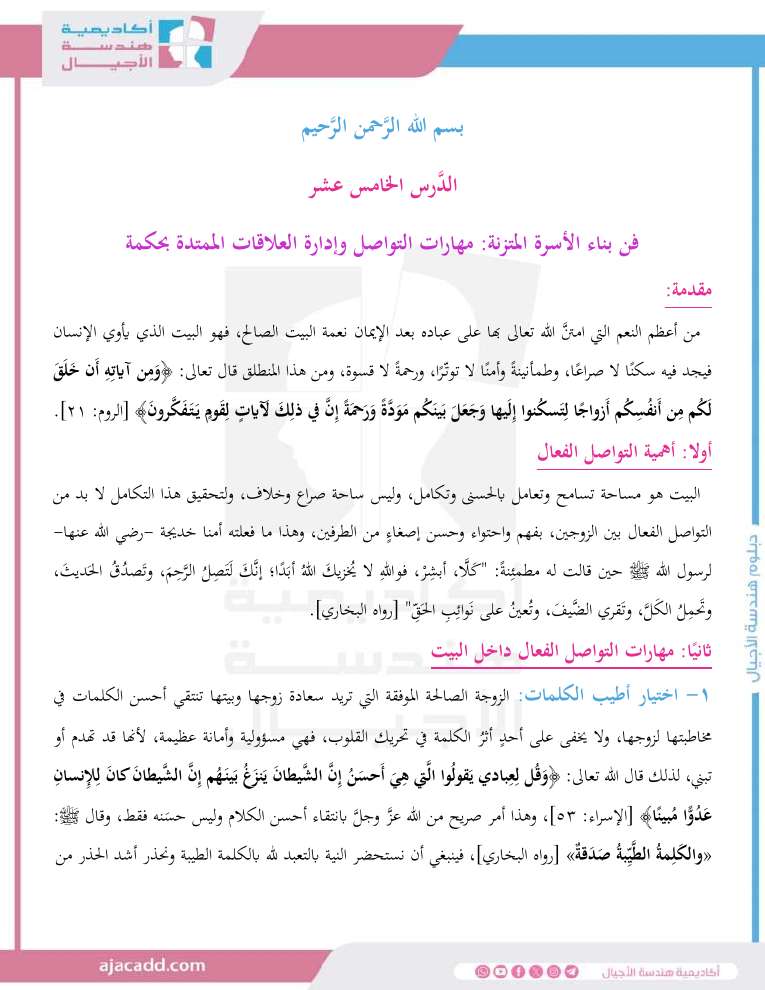 أكاديمية
هندسة
الأجيال
بسم الله الرَّحمن الرَّحيم
الدَّرس الخامس عشر
فن بناء الأسرة المتزنة: مهارات التواصل وإدارة العلاقات الممتدة بحكمة
مقدمة:
من أعظم النعم التي امتنَّ الله تعالى بها على عباده بعد الإيمان نعمة البيت الصالح، فهو البيت الذي يأوي الإنسان
فيجد فيه سكنًا لا صراعًا، وطمأنينةً وأمنًا لا توترًا، ورحمةً لا قسوة، ومن هذا المنطلق قال تعالى: ﴿وَمِن آياتِهِ أَن خَلَقَ
لَكُم مِن أَنفُسِكُم أَزواجًا لِتَسكُنوا إِلَيها وَجَعَلَ بَينَكُم مَوَدَّةً وَرَحمَةً إِنَّ في ذلِكَ لَآياتٍ لِقَومٍ يَتَفَكَّرونَ﴾ [الروم: ٢١].
أولا: أهمية التواصل الفعال
البيت هو مساحة تسامح وتعامل بالحسنى وتكامل، وليس ساحة صراع وخلاف، ولتحقيق هذا التكامل لا بد من
التواصل الفعال بين الزوجين، بفهم واحتواء وحسن إصغاءٍ من الطرفين، وهذا ما فعلته أمنا خديجة -رضي الله عنها-
لرسول الله ﷺ حين قالت له مطمئِنةً: "كَلَّا، أبشِرْ، فواللهِ لا يُخزيكَ اللهُ أبَدًا؛ إنَّكَ لَتَصِلُ الرَّحِمَ، وتَصدُقُ الحَديثَ،
وتَحمِلُ الكَلَّ، وتَقري الضَّيفَ، وتُعينُ على نَوائِبِ الحَقِّ" [رواه البخاري].
ثانيًا: مهارات التواصل الفعال داخل البيت
١- اختيار أطيب الكلمات: الزوجة الصالحة الموفقة التي تريد سعادة زوجها وبيتها تنتقي أحسن الكلمات في
مخاطبتها لزوجها، ولا يخفى على أحدٍ أثرُ الكلمة في تحريك القلوب، فهي مسؤولية وأمانة عظيمة، لأنها قد تهدم أو
تبني، لذلك قال الله تعالى: ﴿وَقُل لِعِبادي يَقولُوا الَّتي هِيَ أَحسَنُ إِنَّ الشَّيطانَ يَنزَغُ بَينَهُم إِنَّ الشَّيطانَ كانَ لِلإِنسانِ
عَدُوًّا مُبينًا﴾ [الإسراء: ٥٣]، وهذا أمر صريح من الله عزَّ وجلَّ بانتقاء أحسن الكلام وليس حسَنه فقط، وقال ﷺ:
«والكَلِمةُ الطَّيِّبةُ صَدَقةٌ» [رواه البخاري]، فينبغي أن نستحضر النية بالتعبد لله بالكلمة الطيبة ونحذر أشد الحذر من
دبلوم هندسة الأجيال
أكاديمية
هندسة
الأجيال
ajacadd.com
أكاديمية هندسة الأجيال